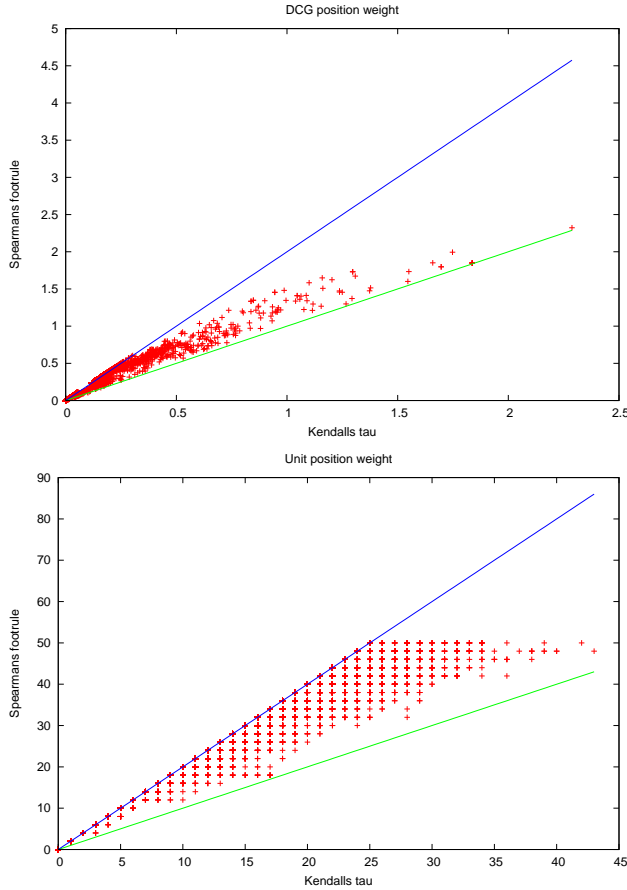 DCG position weight
5
4.5
4
3.5
3
2.5
2
1.5
1
0.5
0
Spearmans footrule
0 0.5 1 1.5 2 2.5
Kendalls tau
Unit position weight
90
80
70
60
50
40
30
20
10
0
Spearmans footrule
0 5 10 15 20 25 30 35 40 45
Kendalls tau